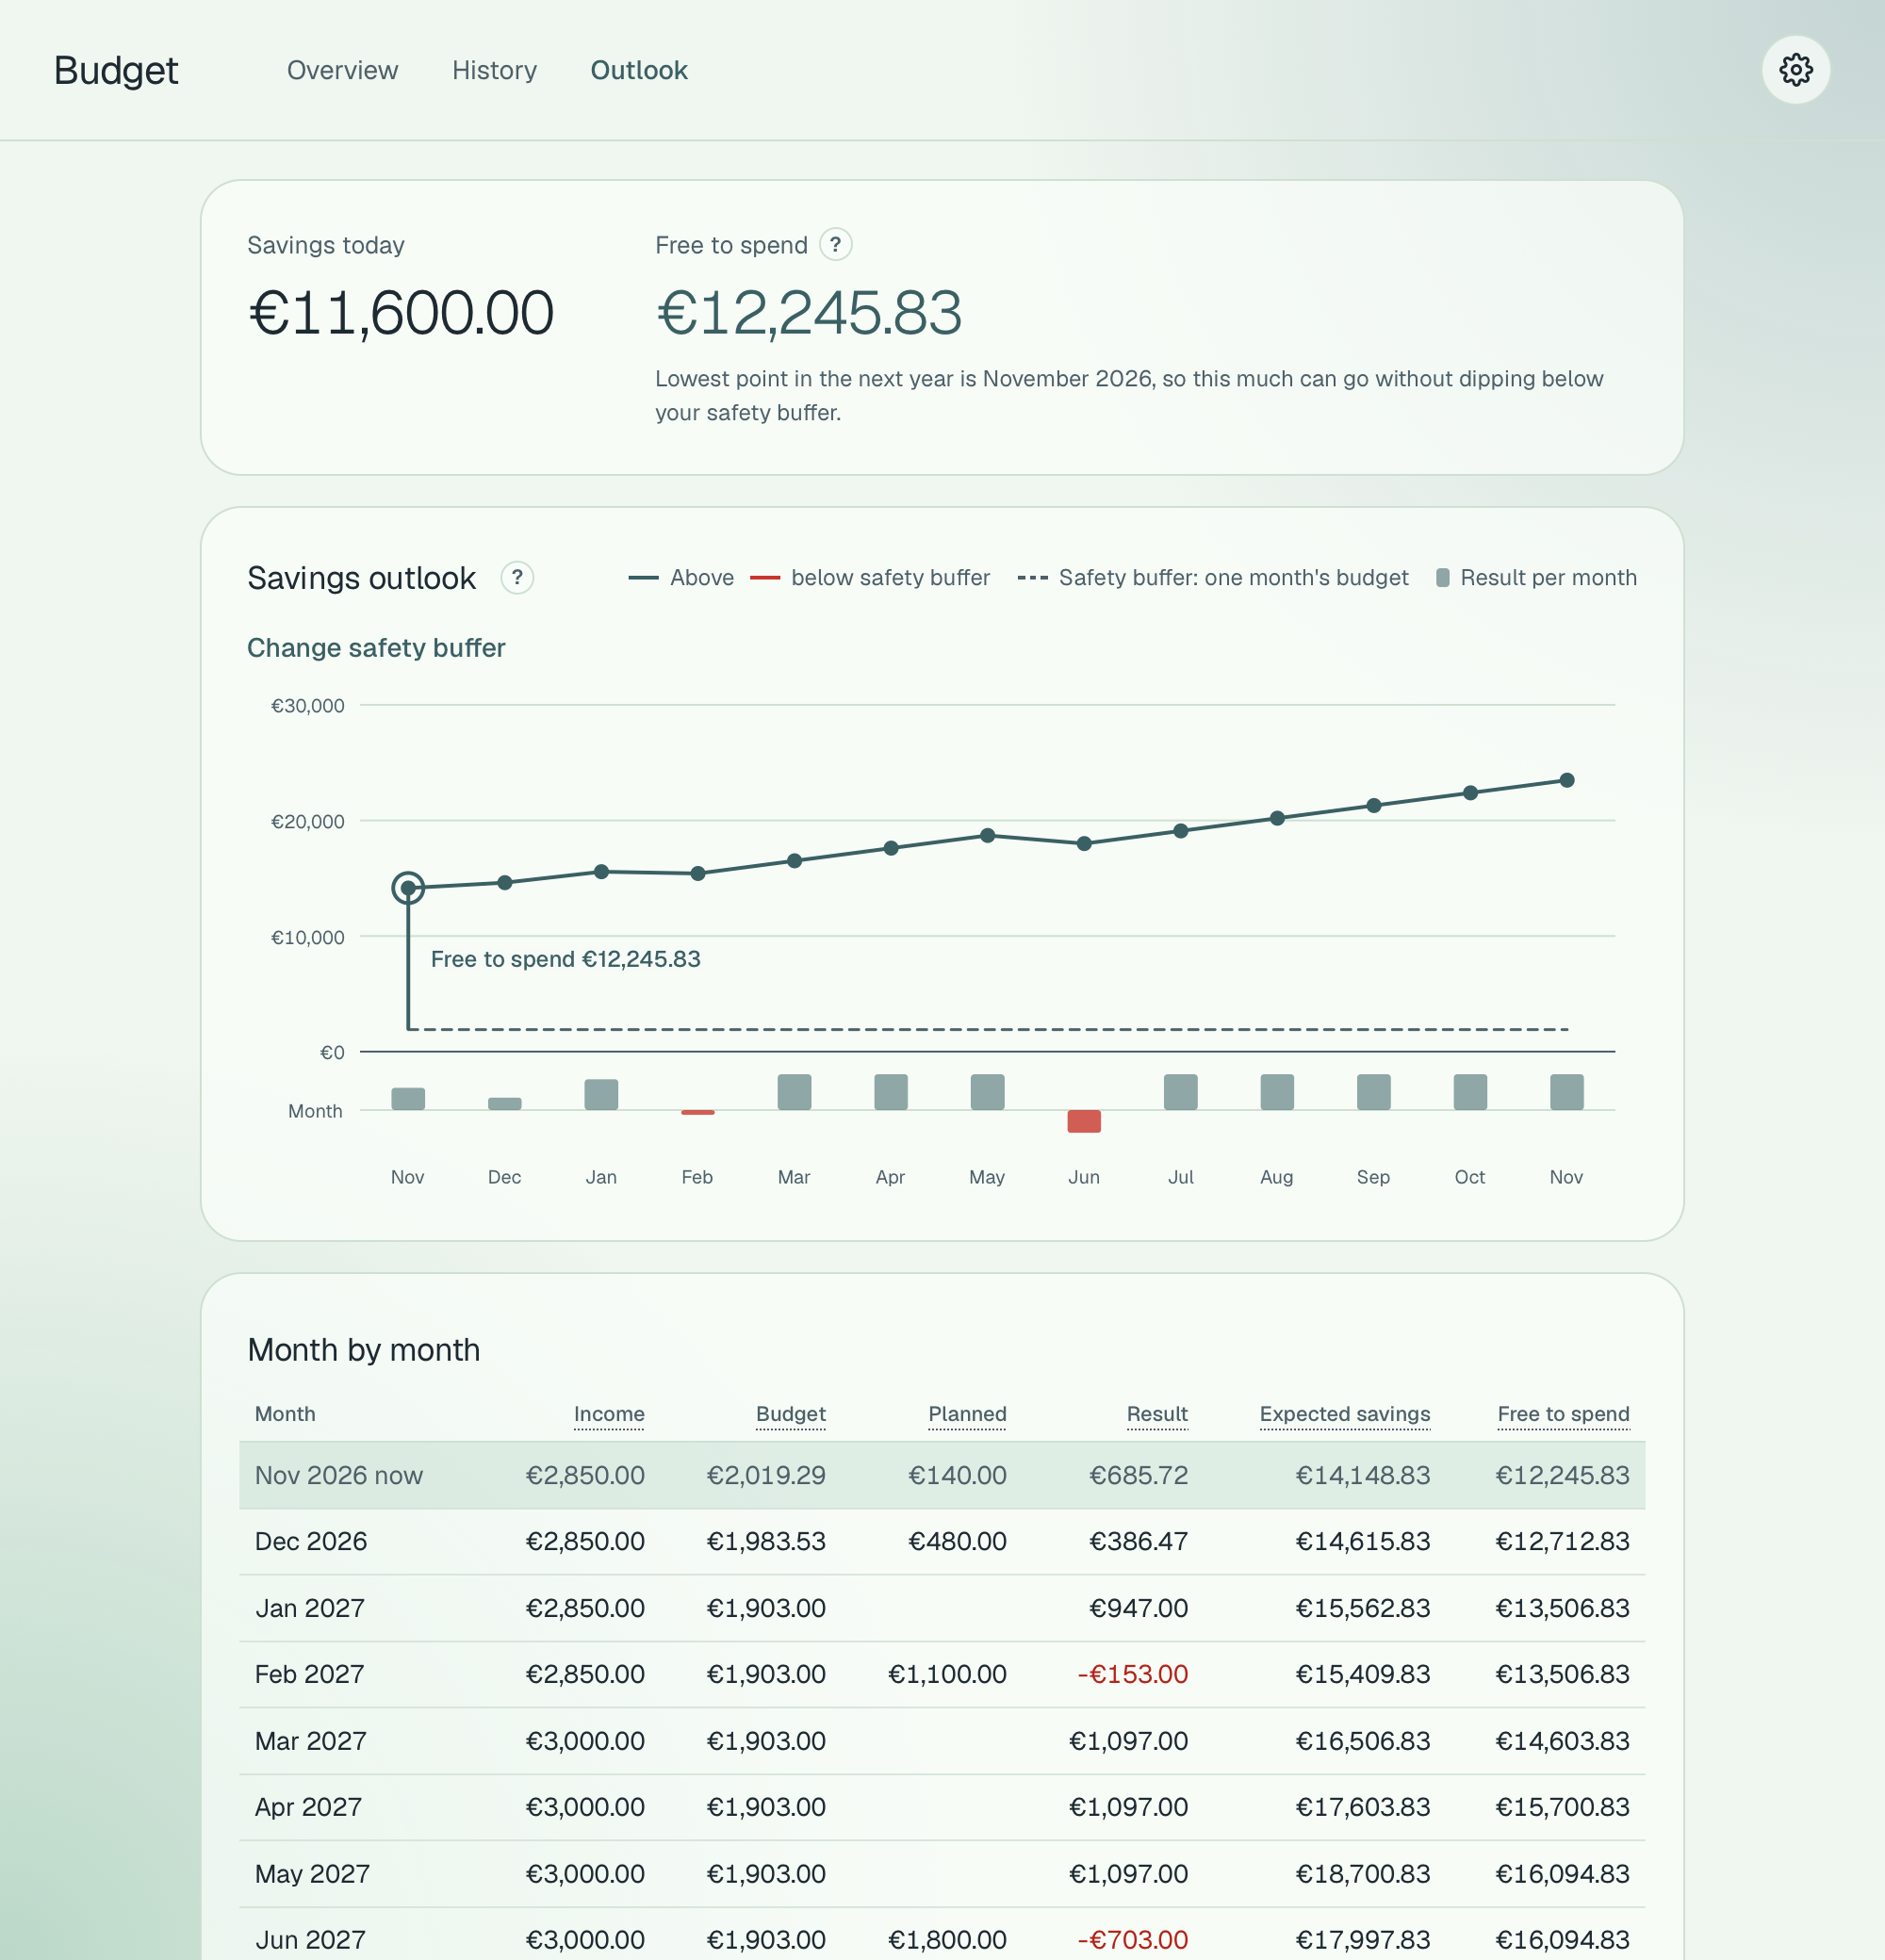 Budget
Overview
History
Outlook
Savings today
€11,600.00
Free to spend ?
€12,245.83
Lowest point in the next year is November 2026, so this much can go without dipping below
your safety buffer.
Savings outlook ?
Above
below safety buffer
Safety buffer: one month's budget
Result per month
Change safety buffer
€30,000
€20,000
€10,000
Free to spend €12,245.83
€0
Month
Nov Dec Jan Feb Mar Apr May Jun Jul Aug Sep Oct Nov
Month by month
Month Income Budget Planned Result Expected savings Free to spend
Nov 2026 now €2,850.00 €2,019.29 €140.00 €685.72 €14,148.83 €12,245.83
Dec 2026 €2,850.00 €1,983.53 €480.00 €386.47 €14,615.83 €12,712.83
Jan 2027 €2,850.00 €1,903.00 €947.00 €15,562.83 €13,506.83
Feb 2027 €2,850.00 €1,903.00 €1,100.00 -€153.00 €15,409.83 €13,506.83
Mar 2027 €3,000.00 €1,903.00 €1,097.00 €16,506.83 €14,603.83
Apr 2027 €3,000.00 €1,903.00 €1,097.00 €17,603.83 €15,700.83
May 2027 €3,000.00 €1,903.00 €1,097.00 €18,700.83 €16,094.83
Jun 2027 €3,000.00 €1,903.00 €1,800.00 -€703.00 €17,997.83 €16,094.83